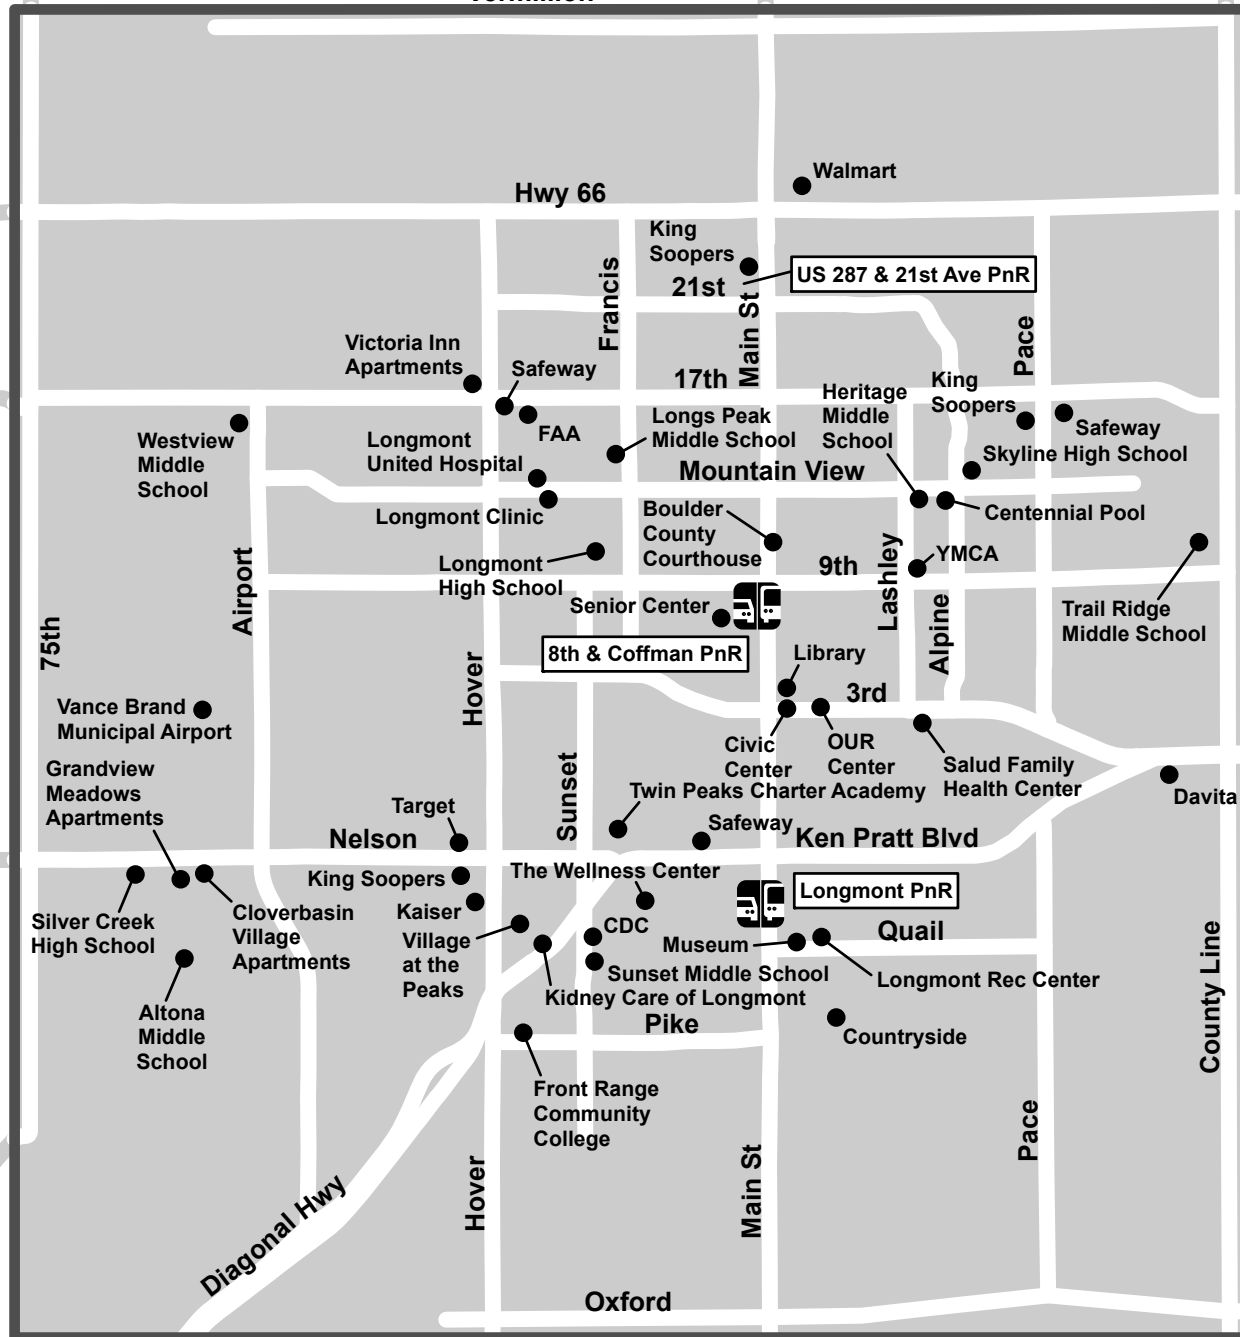 Vermillion
Walmart
Hwy 66
King
Soopers
US 287 & 21st Ave PnR
21st
Francis
Main St
Pace
Victoria Inn
Apartments
Safeway
17th
Heritage
Middle
School
King
Soopers
Longs Peak
Middle School
Safeway
FAA
Westview
Middle
School
Longmont
United Hospital
Skyline High School
Mountain View
Longmont Clinic
Boulder
County
Courthouse
Centennial Pool
Longmont
High School
9th
YMCA
Lashley
Airport
Alpine
Senior Center
Trail Ridge
Middle School
75th
8th & Coffman PnR
Library
Hover
3rd
Vance Brand
Municipal Airport
Civic
Center
OUR
Center
Salud Family
Health Center
Grandview
Meadows
Apartments
Sunset
Twin Peaks Charter Academy
Davita
Target
Safeway
Nelson
Ken Pratt Blvd
The Wellness Center
King Soopers
Longmont PnR
Kaiser
Silver Creek
High School
Cloverbasin
Village
Apartments
Village
at the
Peaks
CDC
Museum
Quail
Sunset Middle School
Longmont Rec Center
Kidney Care of Longmont
County Line
Altona
Middle
School
Pike
Countryside
Front Range
Community
College
Pace
Hover
Main St
Diagonal Hwy
Oxford